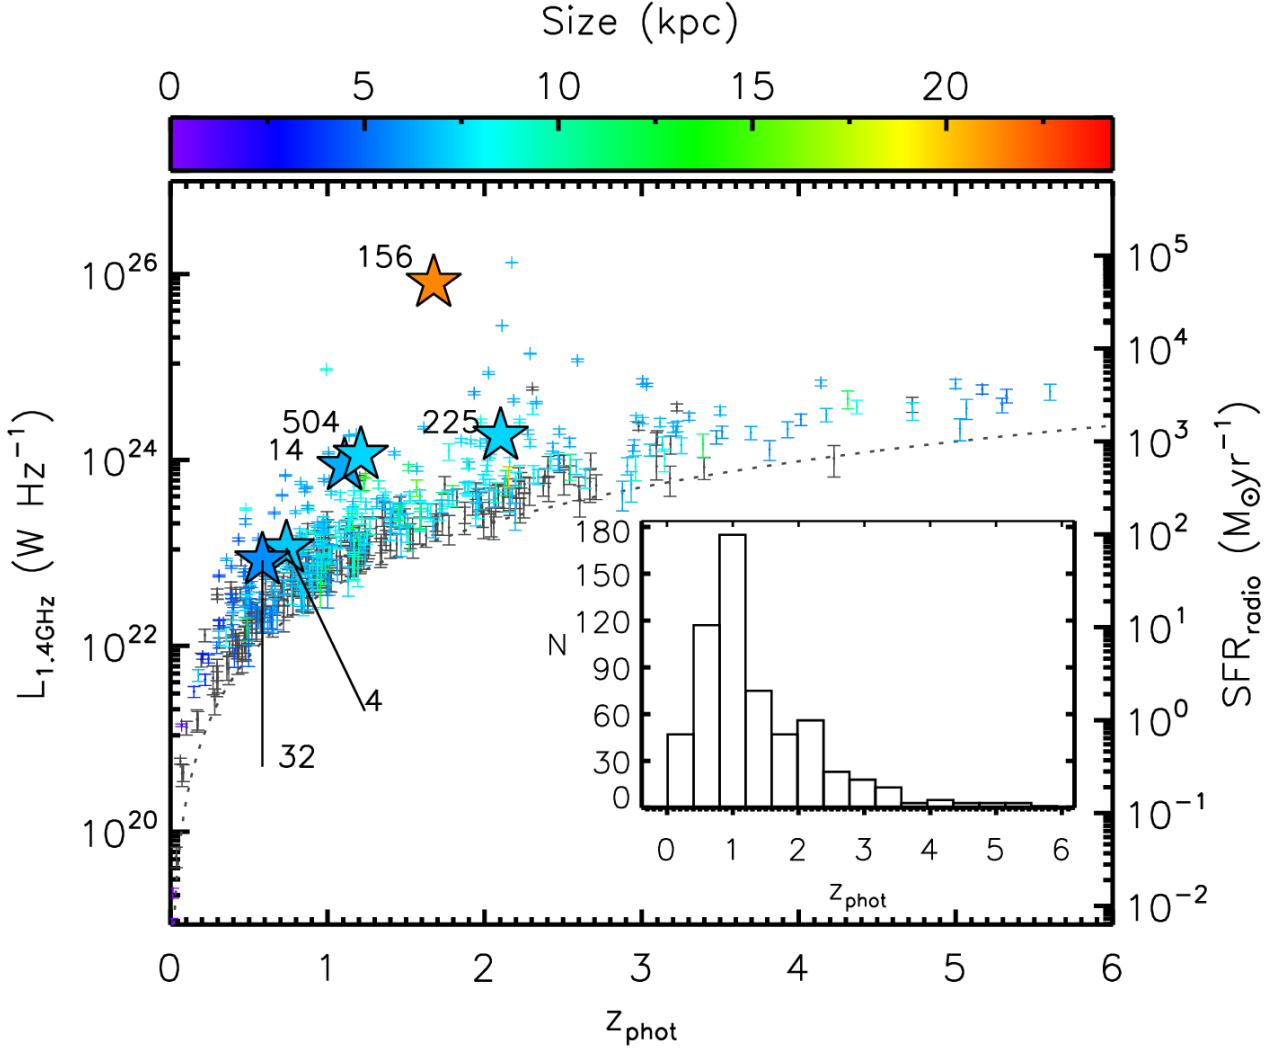 Size (kpc)
0 5 10 15 20
10^26
10^24
10^22
10^20
L_1.4GHz (W Hz^−1)
156
504
14
225
4
32
10^5
10^4
10^3
10^2
10^1
10^0
10^−1
10^−2
SFR_radio (M_⊙yr^−1)
180
150
120
90
60
30
0
N
0 1 2 3 4 5 6
z_phot
0 1 2 3 4 5 6
z_phot